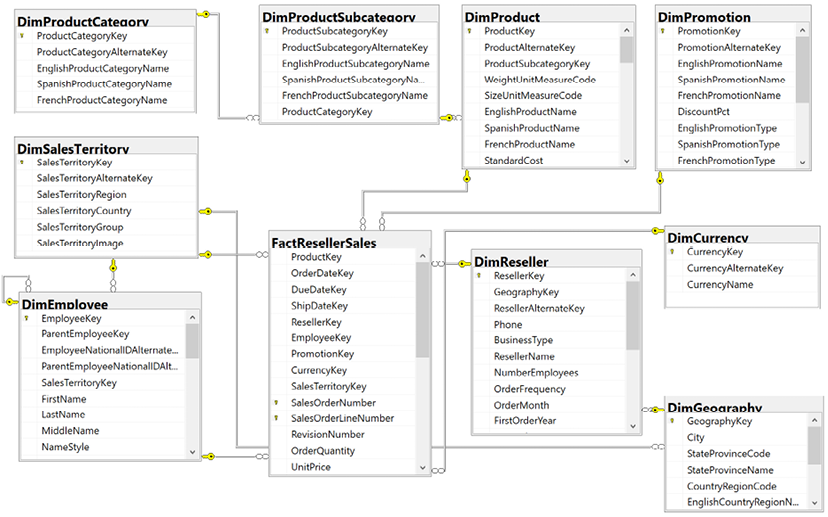 DimProductCategory
ProductCategoryKey
ProductCategoryAlternateKey
EnglishProductCategoryName
SpanishProductCategoryName
FrenchProductCategoryName
DimProductSubcategory
ProductSubcategoryKey
ProductSubcategoryAlternateKey
EnglishProductSubcategoryName
SpanishProductSubcategoryNa...
FrenchProductSubcategoryName
ProductCategoryKey
DimProduct
ProductKey
ProductAlternateKey
ProductSubcategoryKey
WeightUnitMeasureCode
SizeUnitMeasureCode
EnglishProductName
SpanishProductName
FrenchProductName
StandardCost
DimPromotion
PromotionKey
PromotionAlternateKey
EnglishPromotionName
SpanishPromotionName
FrenchPromotionName
DiscountPct
EnglishPromotionType
SpanishPromotionType
FrenchPromotionType
DimSalesTerritory
SalesTerritoryKey
SalesTerritoryAlternateKey
SalesTerritoryRegion
SalesTerritoryCountry
SalesTerritoryGroup
SalesTerritoryImage
FactResellerSales
ProductKey
OrderDateKey
DueDateKey
ShipDateKey
ResellerKey
EmployeeKey
PromotionKey
CurrencyKey
SalesTerritoryKey
SalesOrderNumber
SalesOrderLineNumber
RevisionNumber
OrderQuantity
UnitPrice
DimReseller
ResellerKey
GeographyKey
ResellerAlternateKey
Phone
BusinessType
ResellerName
NumberEmployees
OrderFrequency
OrderMonth
FirstOrderYear
DimCurrency
CurrencyKey
CurrencyAlternateKey
CurrencyName
DimEmployee
EmployeeKey
ParentEmployeeKey
EmployeeNationalIDAlternate...
ParentEmployeeNationalIDAlt...
SalesTerritoryKey
FirstName
LastName
MiddleName
NameStyle
DimGeography
GeographyKey
City
StateProvinceCode
StateProvinceName
CountryRegionCode
EnglishCountryRegionN...